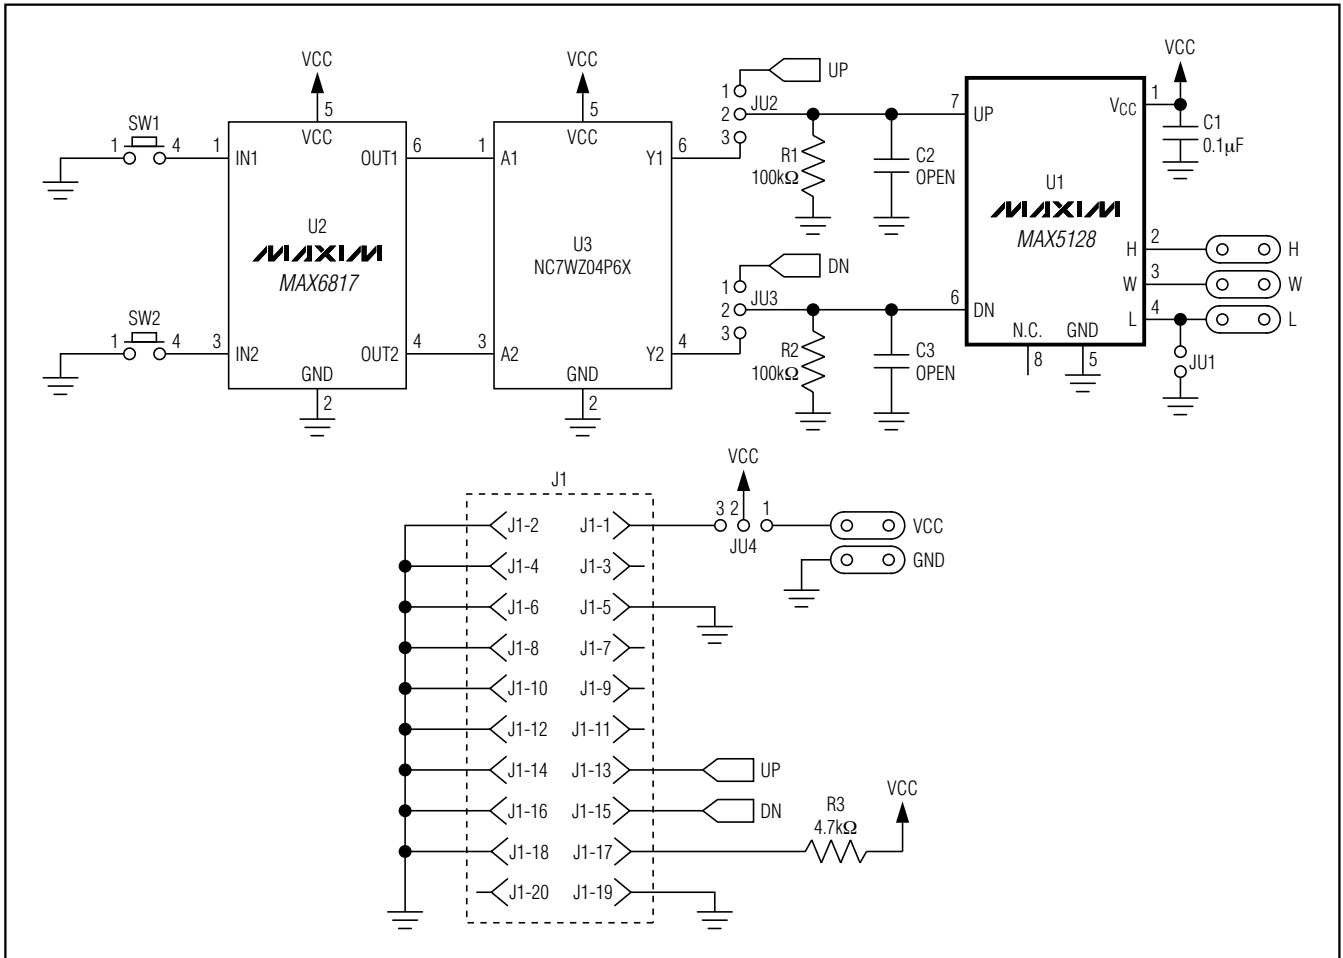 VCC
VCC
VCC
UP
SW1
1 4
1 IN1
5
VCC
OUT1 6
1 A1
5
VCC
Y1 6
1
2
3
JU2
R1
100kΩ
C2
OPEN
7 UP
VCC 1
C1
0.1µF
U2
MAXIM
MAX6817
U3
NC7WZ04P6X
U1
MAXIM
MAX5128
H 2
H
W 3
W
L 4
L
JU1
DN
SW2
1 4
3 IN2
OUT2 4
GND
2
3 A2
Y2 4
GND
2
1
2
3
JU3
R2
100kΩ
C3
OPEN
6 DN
N.C.
8
GND
5
J1
VCC
3 2 1
JU4
VCC
GND
J1-2 J1-1
J1-4 J1-3
J1-6 J1-5
J1-8 J1-7
J1-10 J1-9
J1-12 J1-11
J1-14 J1-13 UP
J1-16 J1-15 DN
J1-18 J1-17
R3
4.7kΩ
VCC
J1-20 J1-19